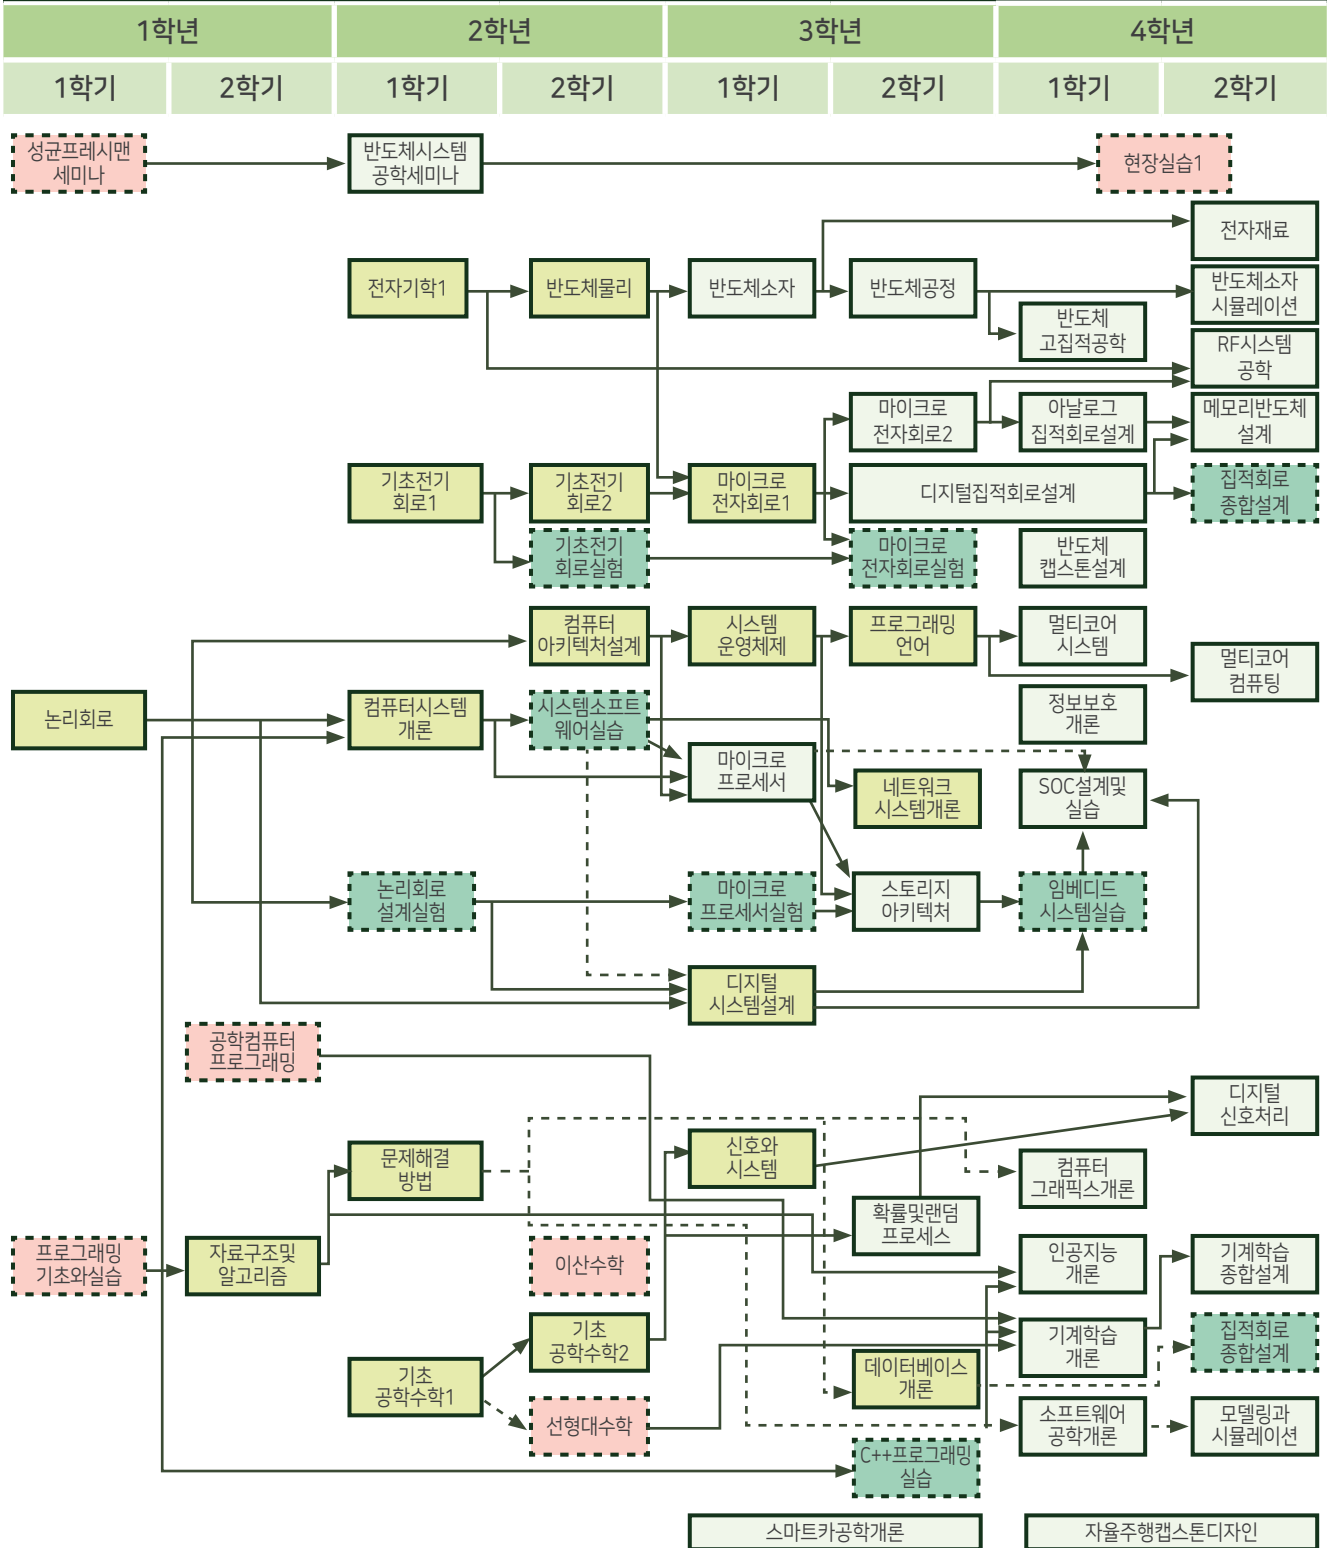 1학년
2학년
3학년
4학년
1학기
2학기
1학기
2학기
1학기
2학기
1학기
2학기
성균프레시맨
세미나
반도체시스템
공학세미나
현장실습1
전자재료
전자기학1
반도체물리
반도체소자
반도체공정
반도체소자
시뮬레이션
반도체
고집적공학
RF시스템
공학
마이크로
전자회로2
아날로그
집적회로설계
메모리반도체
설계
기초전기
회로1
기초전기
회로2
마이크로
전자회로1
디지털집적회로설계
집적회로
종합설계
기초전기
회로실험
마이크로
전자회로실험
반도체
캡스톤설계
컴퓨터
아키텍처설계
시스템
운영체제
프로그래밍
언어
멀티코어
시스템
멀티코어
컴퓨팅
논리회로
컴퓨터시스템
개론
시스템소프트
웨어실습
정보보호
개론
마이크로
프로세서
네트워크
시스템개론
SOC설계및
실습
논리회로
설계실험
마이크로
프로세서실험
스토리지
아키텍처
임베디드
시스템실습
디지털
시스템설계
공학컴퓨터
프로그래밍
디지털
신호처리
문제해결
방법
신호와
시스템
컴퓨터
그래픽스개론
확률및랜덤
프로세스
프로그래밍
기초와실습
자료구조및
알고리즘
이산수학
인공지능
개론
기계학습
종합설계
기초
공학수학2
기계학습
개론
집적회로
종합설계
기초
공학수학1
데이터베이스
개론
선형대수학
소프트웨어
공학개론
모델링과
시뮬레이션
C++프로그래밍
실습
스마트카공학개론
자율주행캡스톤디자인